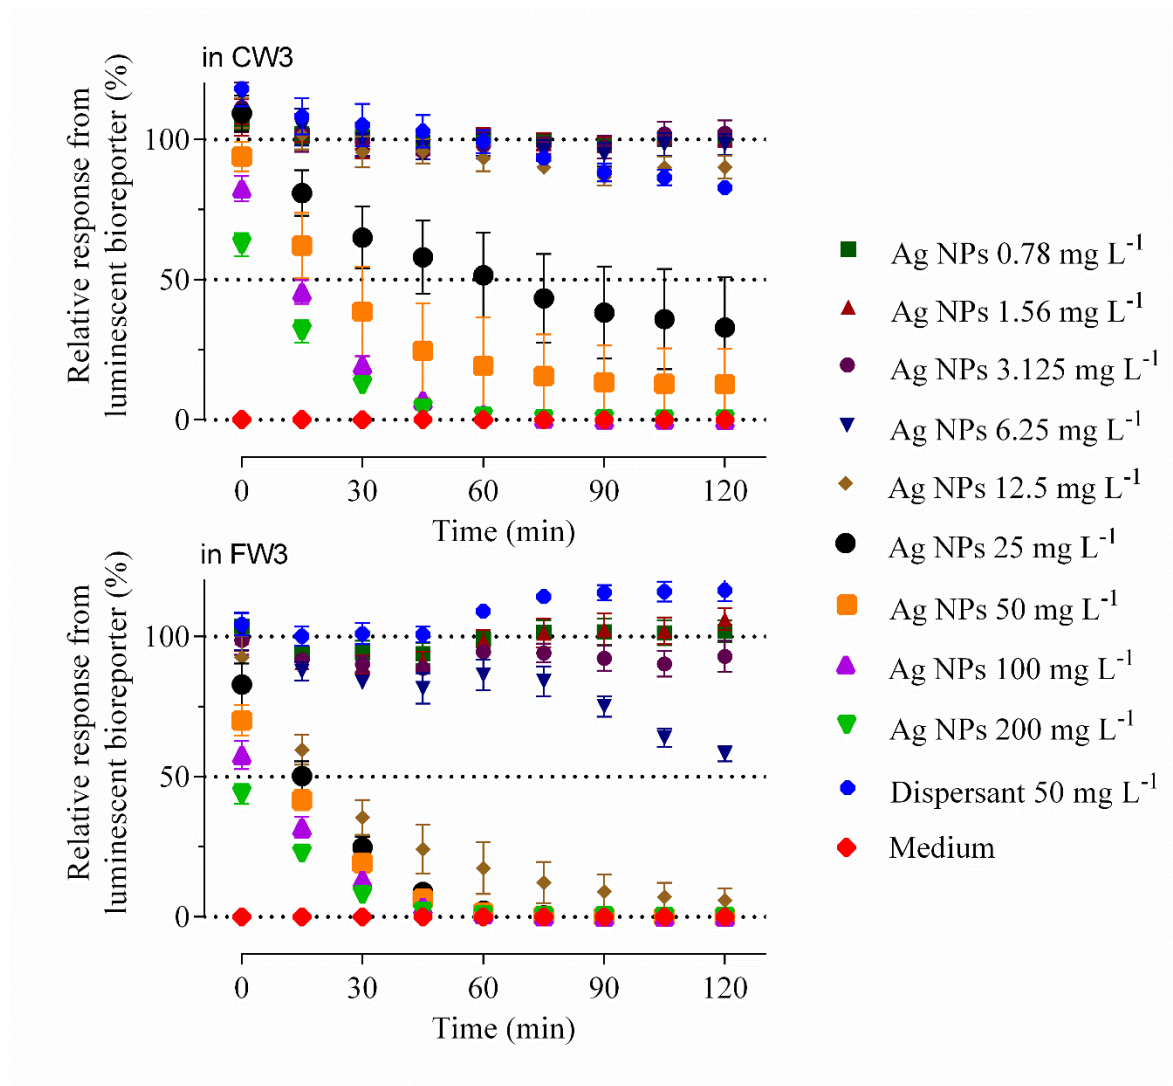 in CW3
Relative response from
luminescent bioreporter (%)
100
50
0
0 30 60 90 120
Time (min)
in FW3
Relative response from
luminescent bioreporter (%)
100
50
0
0 30 60 90 120
Time (min)
Ag NPs 0.78 mg L⁻¹
Ag NPs 1.56 mg L⁻¹
Ag NPs 3.125 mg L⁻¹
Ag NPs 6.25 mg L⁻¹
Ag NPs 12.5 mg L⁻¹
Ag NPs 25 mg L⁻¹
Ag NPs 50 mg L⁻¹
Ag NPs 100 mg L⁻¹
Ag NPs 200 mg L⁻¹
Dispersant 50 mg L⁻¹
Medium